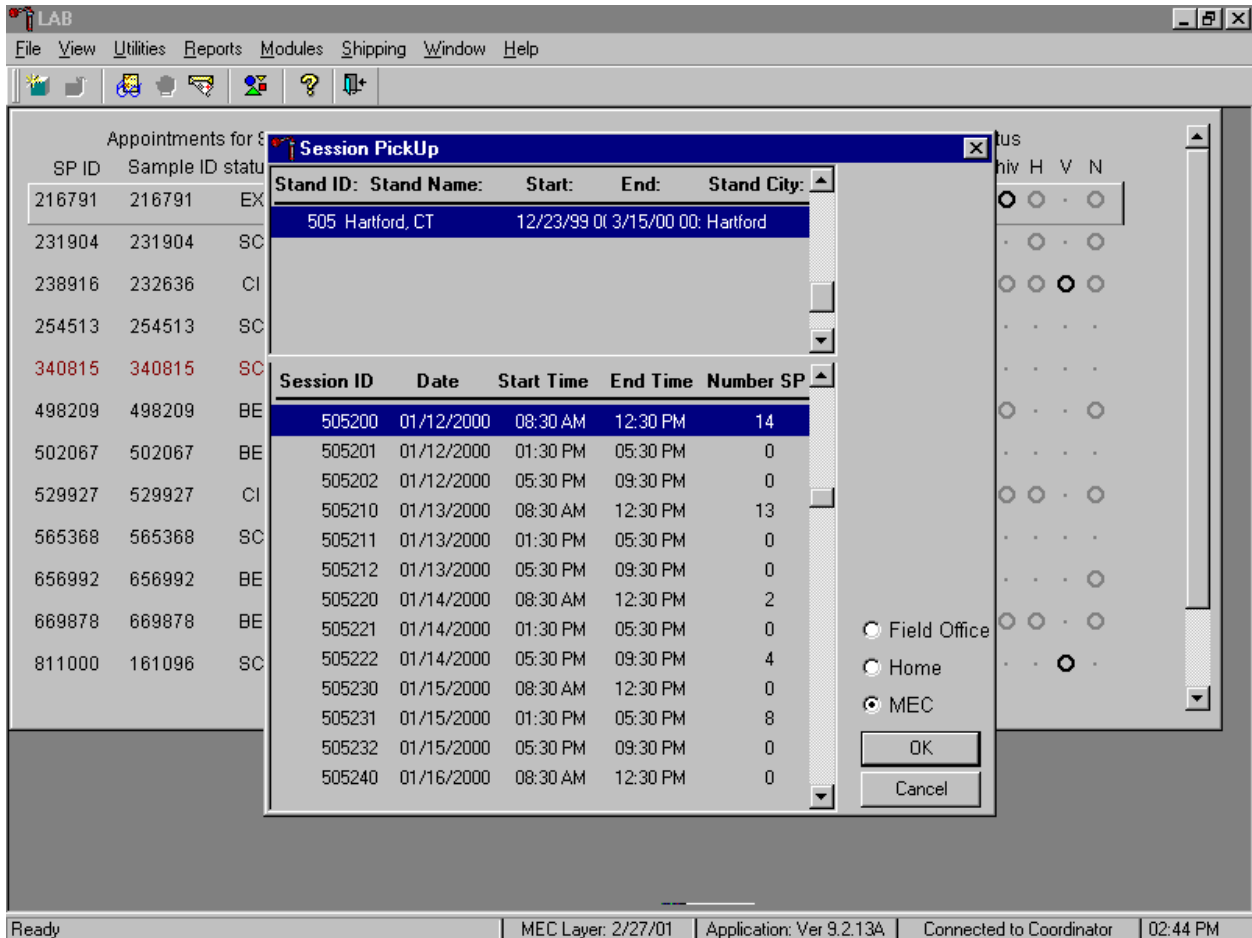 LAB
File View Utilities Reports Modules Shipping Window Help
Appointments for S tus
SP ID Sample ID statu hiv H V N
216791 216791 EX
231904 231904 SC
238916 232636 CI
254513 254513 SC
340815 340815 SC
498209 498209 BE
502067 502067 BE
529927 529927 CI
565368 565368 SC
656992 656992 BE
669878 669878 BE
811000 161096 SC
Session PickUp
Stand ID: Stand Name: Start: End: Stand City:
505 Hartford, CT 12/23/99 0( 3/15/00 00: Hartford
Session ID Date Start Time End Time Number SP
505200 01/12/2000 08:30 AM 12:30 PM 14
505201 01/12/2000 01:30 PM 05:30 PM 0
505202 01/12/2000 05:30 PM 09:30 PM 0
505210 01/13/2000 08:30 AM 12:30 PM 13
505211 01/13/2000 01:30 PM 05:30 PM 0
505212 01/13/2000 05:30 PM 09:30 PM 0
505220 01/14/2000 08:30 AM 12:30 PM 2
505221 01/14/2000 01:30 PM 05:30 PM 0
505222 01/14/2000 05:30 PM 09:30 PM 4
505230 01/15/2000 08:30 AM 12:30 PM 0
505231 01/15/2000 01:30 PM 05:30 PM 8
505232 01/15/2000 05:30 PM 09:30 PM 0
505240 01/16/2000 08:30 AM 12:30 PM 0
Field Office
Home
MEC
OK
Cancel
Ready MEC Layer: 2/27/01 Application: Ver 9.2.13A Connected to Coordinator 02:44 PM